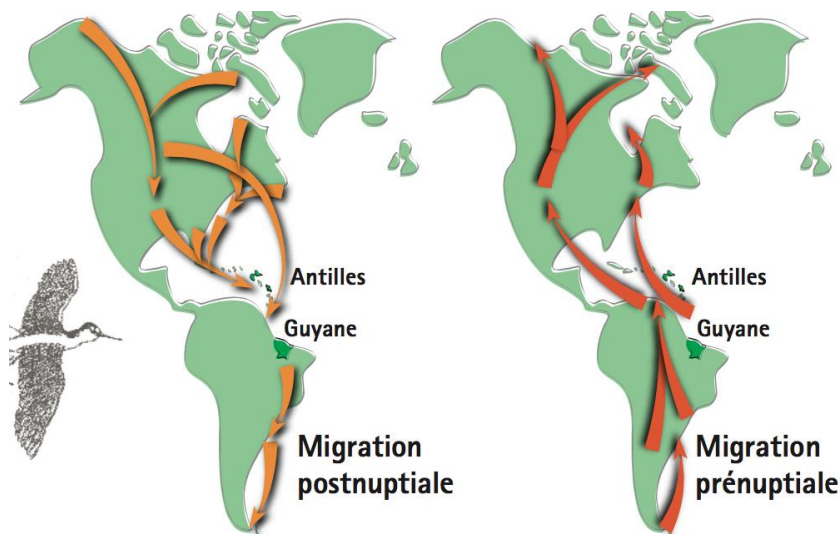 Antilles
Guyane
Migration
postnuptiale
Antilles
Guyane
Migration
prénuptiale